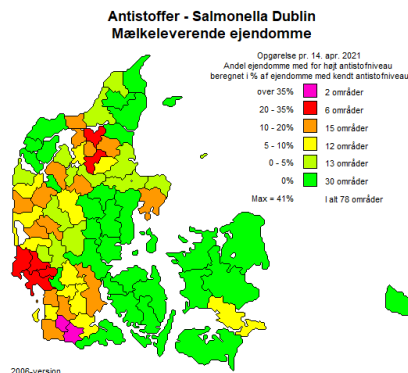 Antistoffer - Salmonella Dublin
Mælkeleverende ejendomme
Opgørelse pr. 14. apr. 2021
Andel ejendomme med for højt antistofniveau
beregnet i % af ejendomme med kendt antistofniveau
over 35% 2 områder
20 - 35% 6 områder
10 - 20% 15 områder
5 - 10% 12 områder
0 - 5% 13 områder
0% 30 områder
Max = 41% I alt 78 områder
2006-version